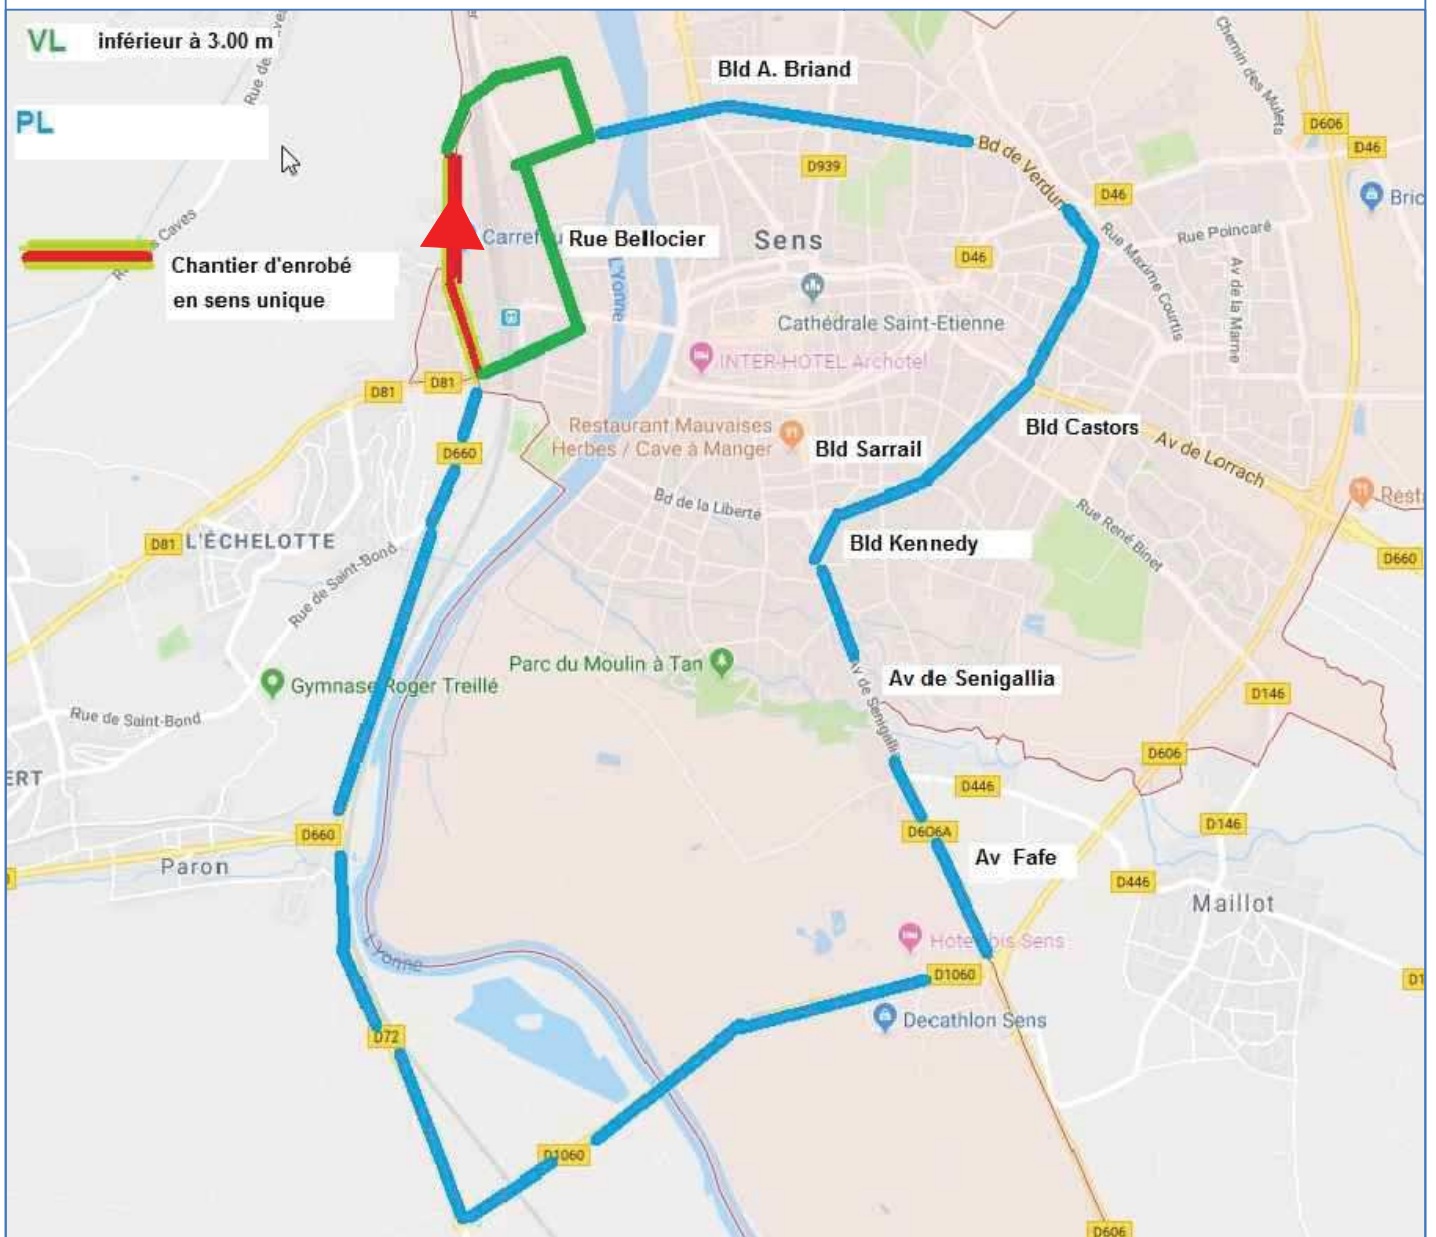 VL inférieur à 3.00 m
Rue de
PL
Bld A. Briand
Chemin des Mulets
D606
D46
D939
Bd de Verdun
D46
Bric
s Caves
Carrefou
Rue Bellocier
Sens
Rue Poincaré
Rue Maxime Courtis
D46
Av de la Marne
Chantier d'enrobé
en sens unique
L'Yonne
Cathédrale Saint-Etienne
INTER-HOTEL Archotel
D81
D81
Restaurant Mauvaises
Herbes / Cave à Manger
Bld Sarrail
Bld Castors
Av de Lorrach
D660
Bd de la Liberté
Resta
Rue René Binet
D81
L'ÉCHELOTTE
Bld Kennedy
D660
Rue de Saint-Bond
Parc du Moulin à Tan
Av de Senigallia
Av de Senigalli
Gymnase Roger Treillé
Rue de Saint-Bond
D146
D606
ERT
D446
D660
D606A
D146
Paron
Av Fafe
D446
Maillot
L'Yonne
Hôtel ibis Sens
D1060
D1
Decathlon Sens
D72
D1060
D606